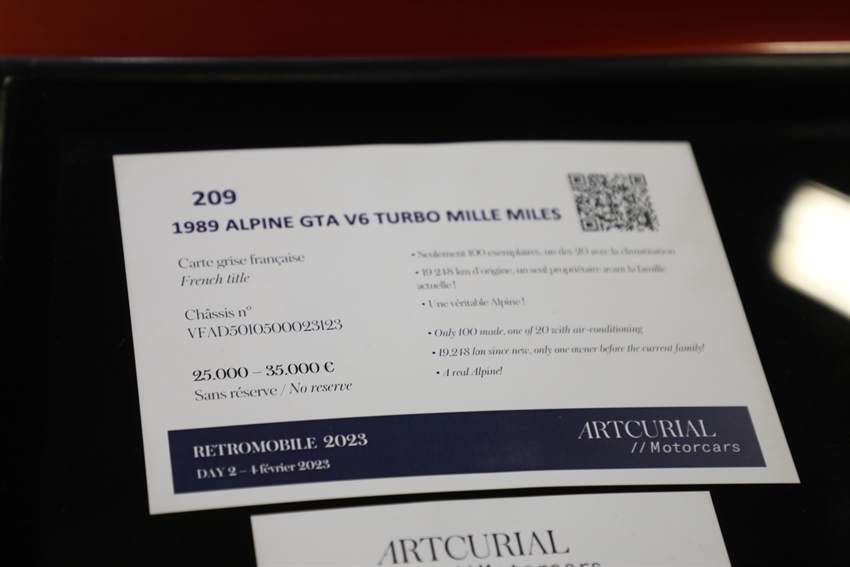 209
1989 ALPINE GTA V6 TURBO MILLE MILES
Carte grise française
French title
Châssis n°
VFAD5010500023123
25.000 – 35.000 €
Sans réserve / No reserve
• Seulement 100 exemplaires, un des 20 avec la climatisation
• 19 248 km d'origine, un seul propriétaire avant la famille
actuelle !
• Une véritable Alpine !
• Only 100 made, one of 20 with air-conditioning
• 19,248 km since new, only one owner before the current family!
• A real Alpine!
RETROMOBILE 2023
DAY 2 – 4 février 2023
ARTCURIAL
// Motorcars
ARTCURIAL
// Motorcars